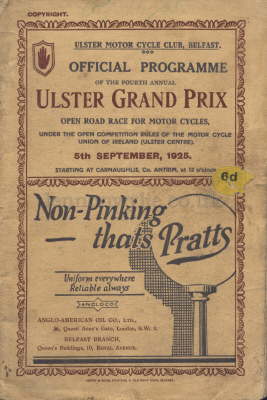 COPYRIGHT.
ULSTER MOTOR CYCLE CLUB, BELFAST.
OFFICIAL PROGRAMME
OF THE FOURTH ANNUAL
ULSTER GRAND PRIX
OPEN ROAD RACE FOR MOTOR CYCLES,
UNDER THE OPEN COMPETITION RULES OF THE MOTOR CYCLE
UNION OF IRELAND (ULSTER CENTRE).
5th SEPTEMBER, 1925.
STARTING AT CARNAUGHLIS, Co. ANTRIM, at 12 o'clock
6d
Non-Pinking
— that's Pratts
Uniform everywhere
Reliable always
ANGLOCO
ANGLO-AMERICAN OIL CO., LTD.,
36, Queen Anne's Gate, London, S.W. 1.
BELFAST BRANCH,
Queen's Buildings, 10, ROYAL AVENUE.